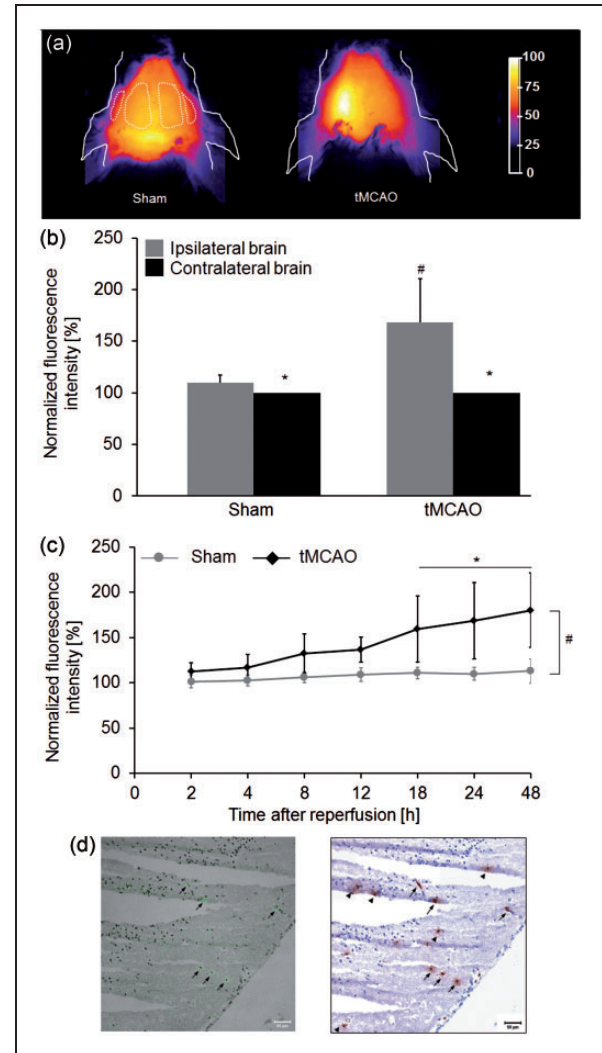 (a)
100
75
50
25
0
Sham
tMCAO
(b)
250
200
150
100
50
0
Normalized fluorescence
intensity [%]
Ipsilateral brain
Contralateral brain
#
*
*
Sham
tMCAO
(c)
250
200
150
100
50
0
Normalized fluorescence
intensity [%]
Sham
tMCAO
*
#
0 2 4 8 12 18 24 48
Time after reperfusion [h]
(d)